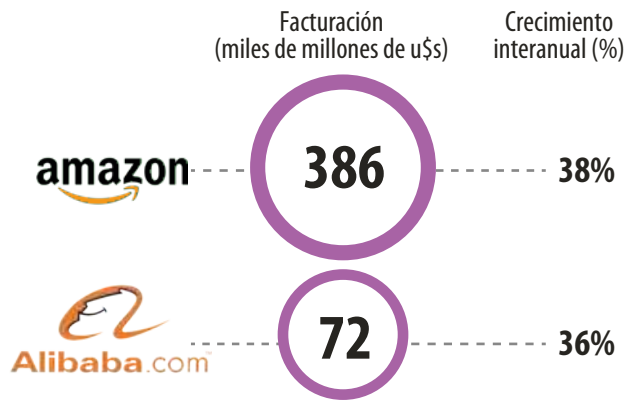 Facturación
(miles de millones de u$s)
Crecimiento
interanual (%)
amazon
386
38%
Alibaba.com
72
36%